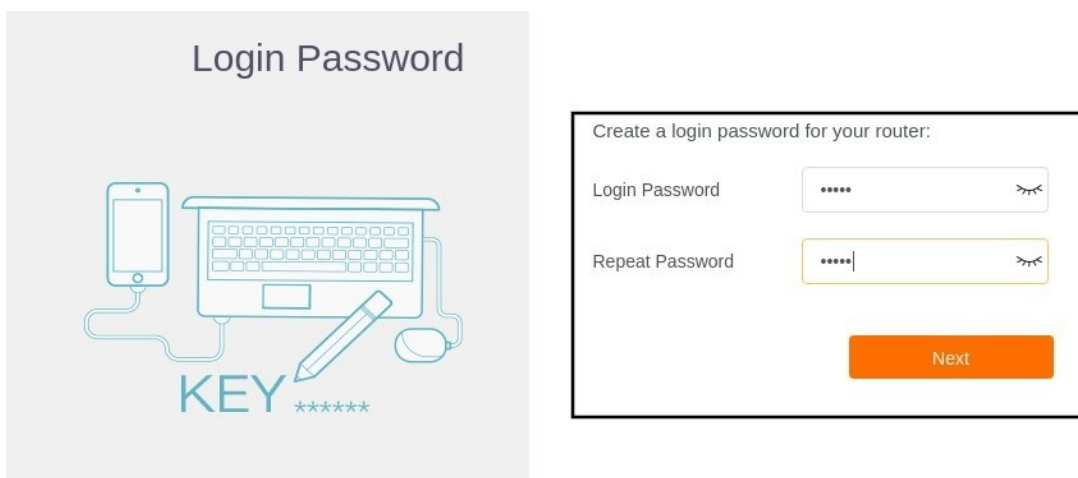 Login Password
KEY ******
Create a login password for your router:
Login Password •••••
Repeat Password •••••
Next